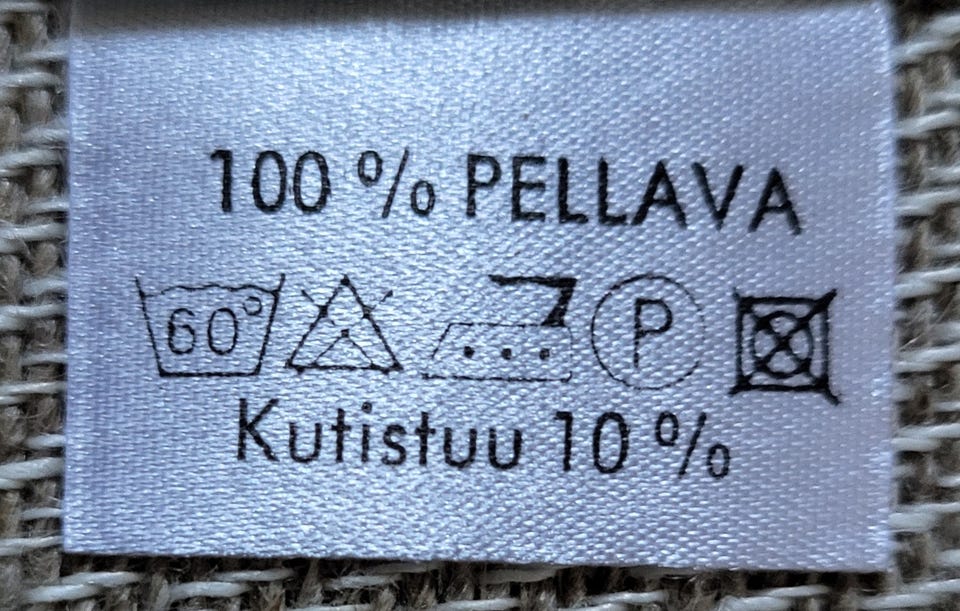 100 % PELLAVA
60° P
Kutistuu 10 %